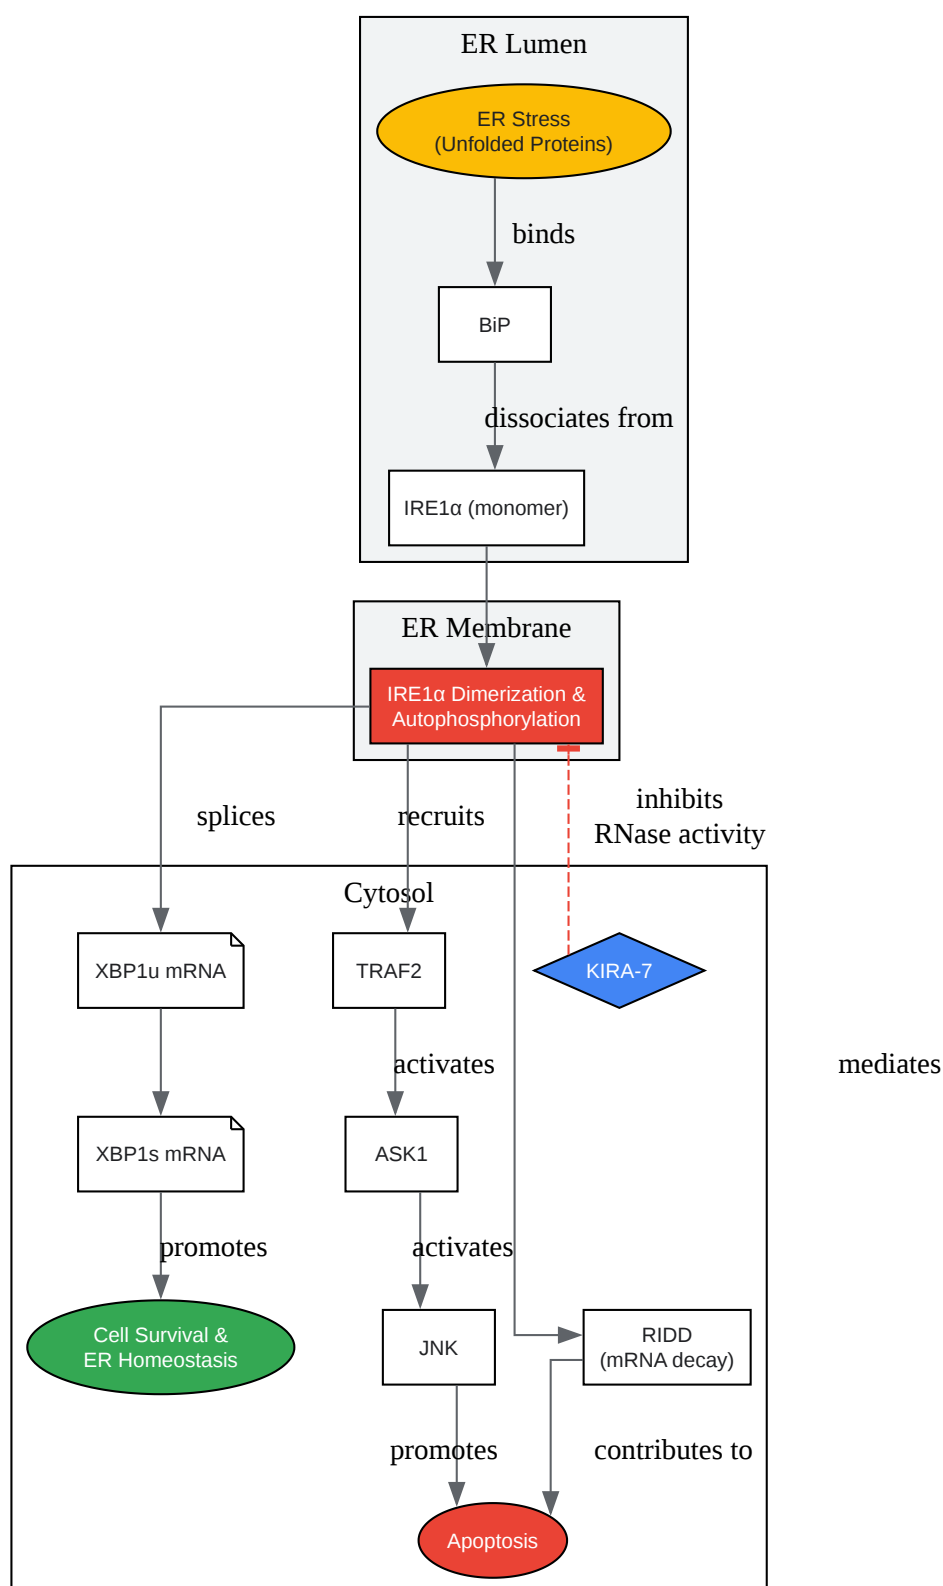 ER Lumen
ER Stress
(Unfolded Proteins)
binds
BiP
dissociates from
IRE1α (monomer)
ER Membrane
IRE1α Dimerization &
Autophosphorylation
splices
recruits
inhibits
RNase activity
Cytosol
XBP1u mRNA
TRAF2
KIRA-7
activates
mediates
XBP1s mRNA
ASK1
promotes
activates
Cell Survival &
ER Homeostasis
JNK
RIDD
(mRNA decay)
promotes
contributes to
Apoptosis